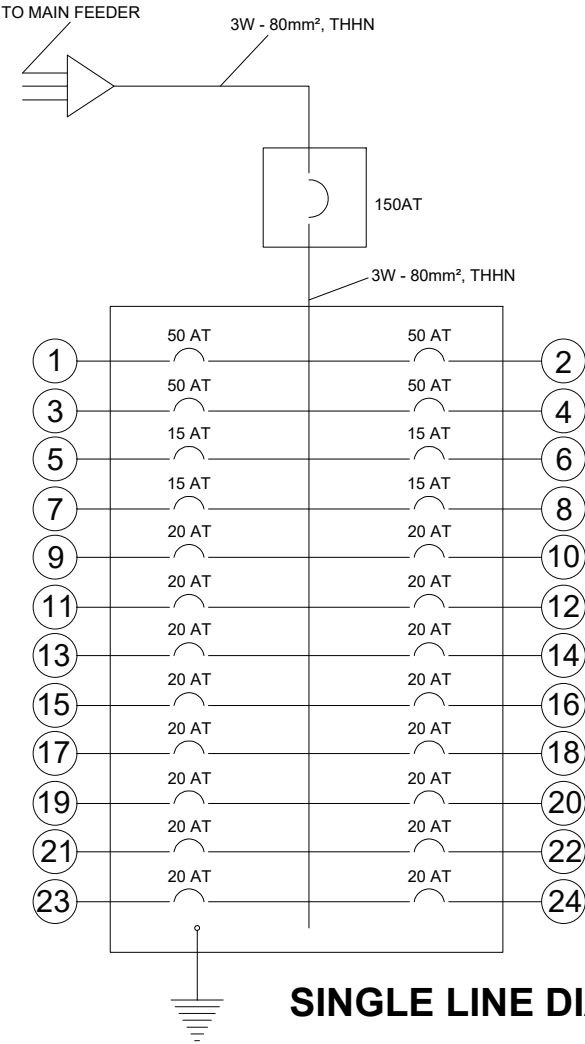 TO MAIN FEEDER
3W - 80mm², THHN
150AT
3W - 80mm², THHN
50 AT 50 AT
1 2
50 AT 50 AT
3 4
15 AT 15 AT
5 6
15 AT 15 AT
7 8
20 AT 20 AT
9 10
20 AT 20 AT
11 12
20 AT 20 AT
13 14
20 AT 20 AT
15 16
20 AT 20 AT
17 18
20 AT 20 AT
19 20
20 AT 20 AT
21 22
20 AT 20 AT
23 24
SINGLE LINE